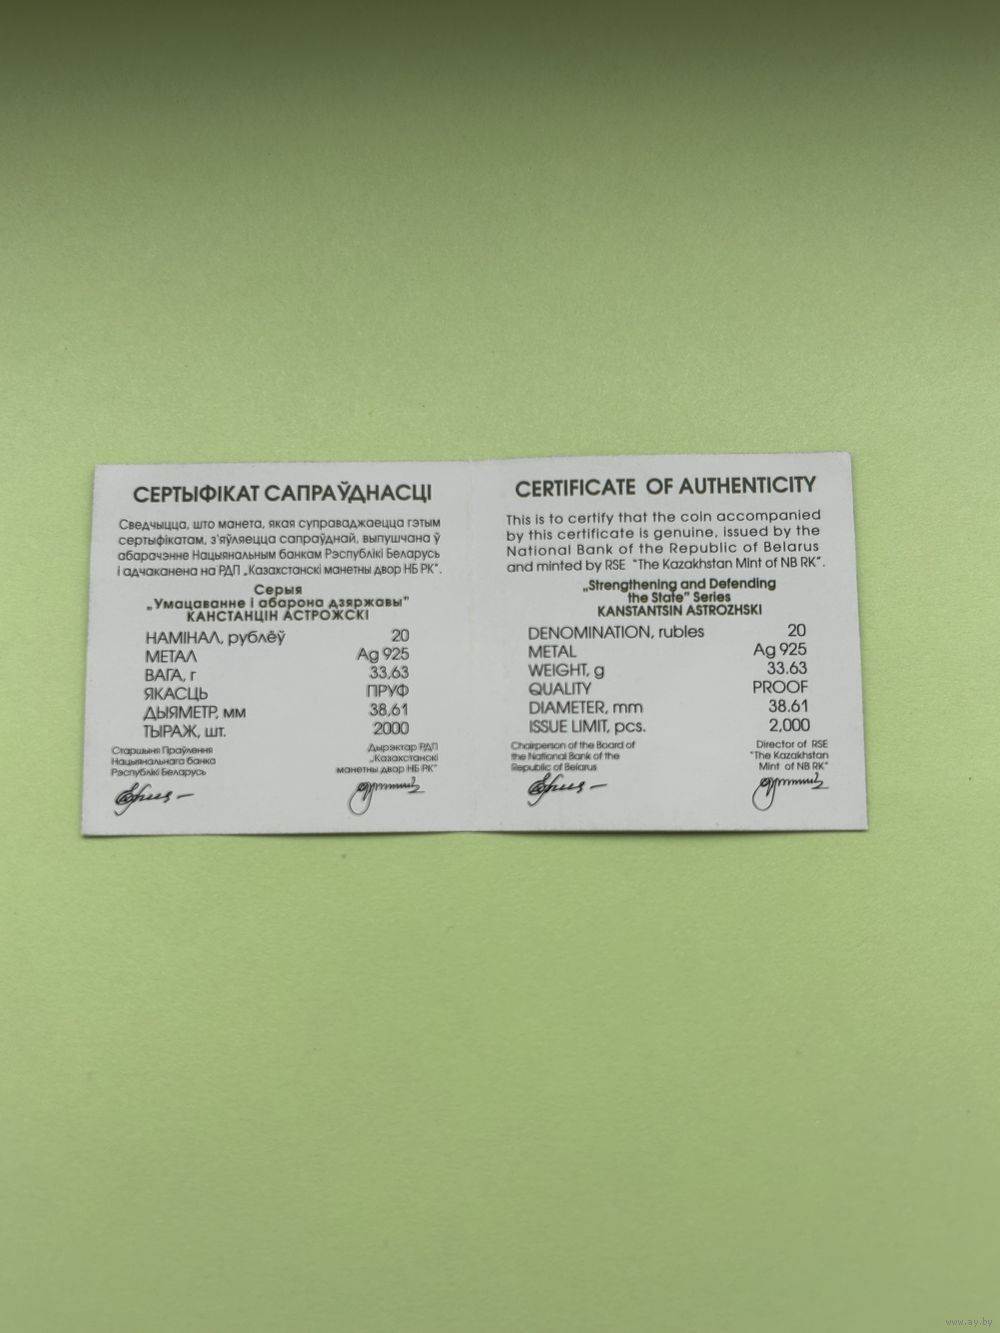 СЕРТЫФІКАТ САПРАЎДНАСЦІ
Сведчыцца, што манета, якая суправаджаецца гэтым
сертыфікатам, з'яўляецца сапраўднай, выпушчана ў
абарачэнне Нацыянальным банкам Рэспублікі Беларусь
і адчаканена на РДП „Казахстанскі манетны двор НБ РК".
Серыя
„Умацаванне і абарона дзяржавы"
КАНСТАНЦІН АСТРОЖСКІ
НАМІНАЛ, рублёў 20
МЕТАЛ Ag 925
ВАГА, г 33,63
ЯКАСЦЬ ПРУФ
ДЫЯМЕТР, мм 38,61
ТЫРАЖ, шт. 2000
Старшыня Праўлення
Нацыянальнага банка
Рэспублікі Беларусь
Дырэктар РДП
„Казахстанскі
манетны двор НБ РК"
CERTIFICATE OF AUTHENTICITY
This is to certify that the coin accompanied
by this certificate is genuine, issued by the
National Bank of the Republic of Belarus
and minted by RSE "The Kazakhstan Mint of NB RK".
„Strengthening and Defending
the State" Series
KANSTANTSIN ASTROZHSKI
DENOMINATION, rubles 20
METAL Ag 925
WEIGHT, g 33.63
QUALITY PROOF
DIAMETER, mm 38.61
ISSUE LIMIT, pcs. 2,000
Chairperson of the Board of
the National Bank of the
Republic of Belarus
Director of RSE
"The Kazakhstan
Mint of NB RK"
www.ay.by